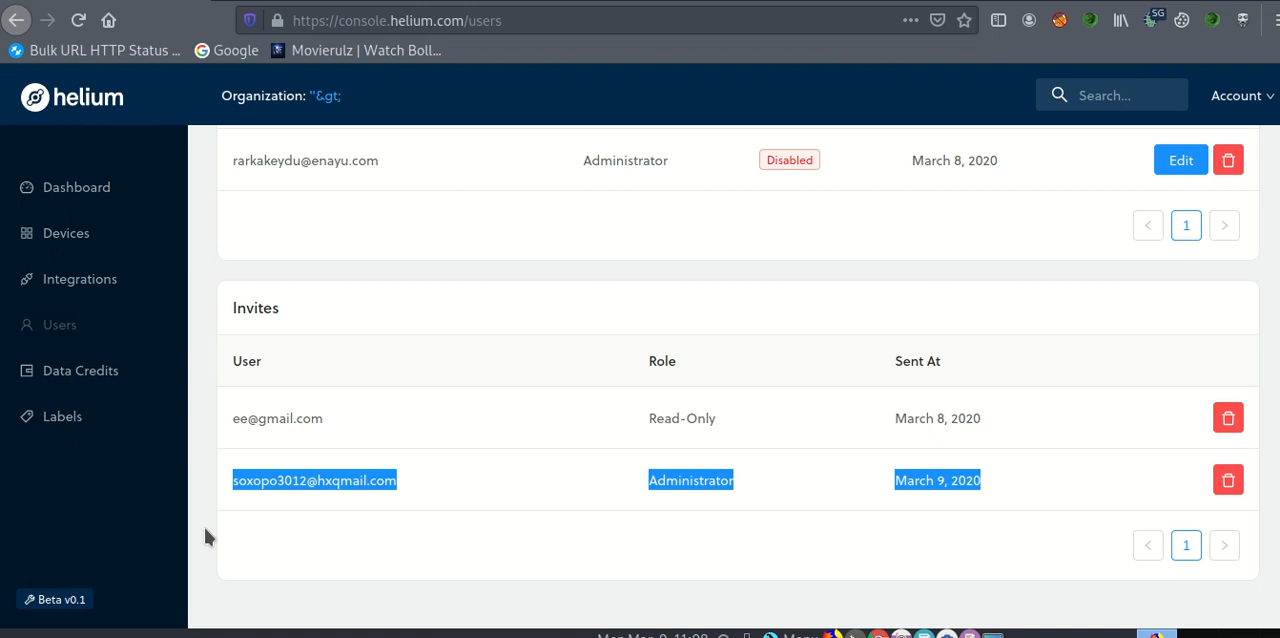 https://console.helium.com/users
SG
Bulk URL HTTP Status ... Google Movierulz | Watch Boll...
helium Organization: "&gt; Search... Account
rarkakeydu@enayu.com Administrator Disabled March 8, 2020 Edit
Dashboard
Devices
Integrations
Users
Data Credits
Labels
< 1 >
Invites
User Role Sent At
ee@gmail.com Read-Only March 8, 2020
soxopo3012@hxqmail.com Administrator March 9, 2020
< 1 >
Beta v0.1